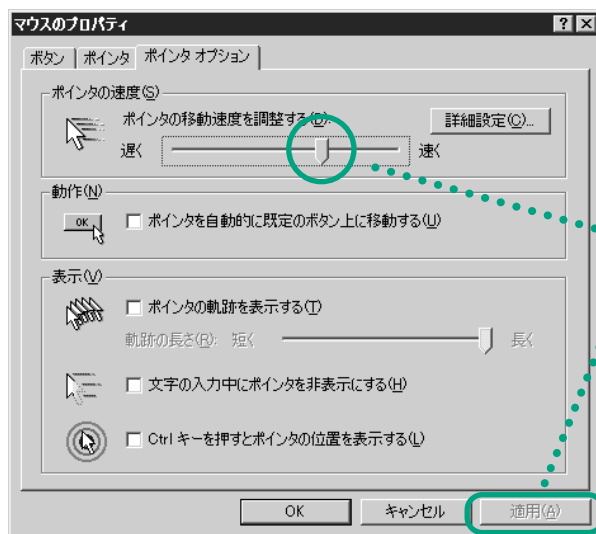 マウスのプロパティ
ボタン ポインタ ポインタ オプション
ポインタの速度(S)
ポインタの移動速度を調整する(D): 詳細設定(C)...
遅く 速く
動作(N)
OK ポインタを自動的に既定のボタン上に移動する(U)
表示(V)
ポインタの軌跡を表示する(T)
軌跡の長さ(R): 短く 長く
文字の入力中にポインタを非表示にする(H)
Ctrl キーを押すとポインタの位置を表示する(L)
OK キャンセル 適用(A)